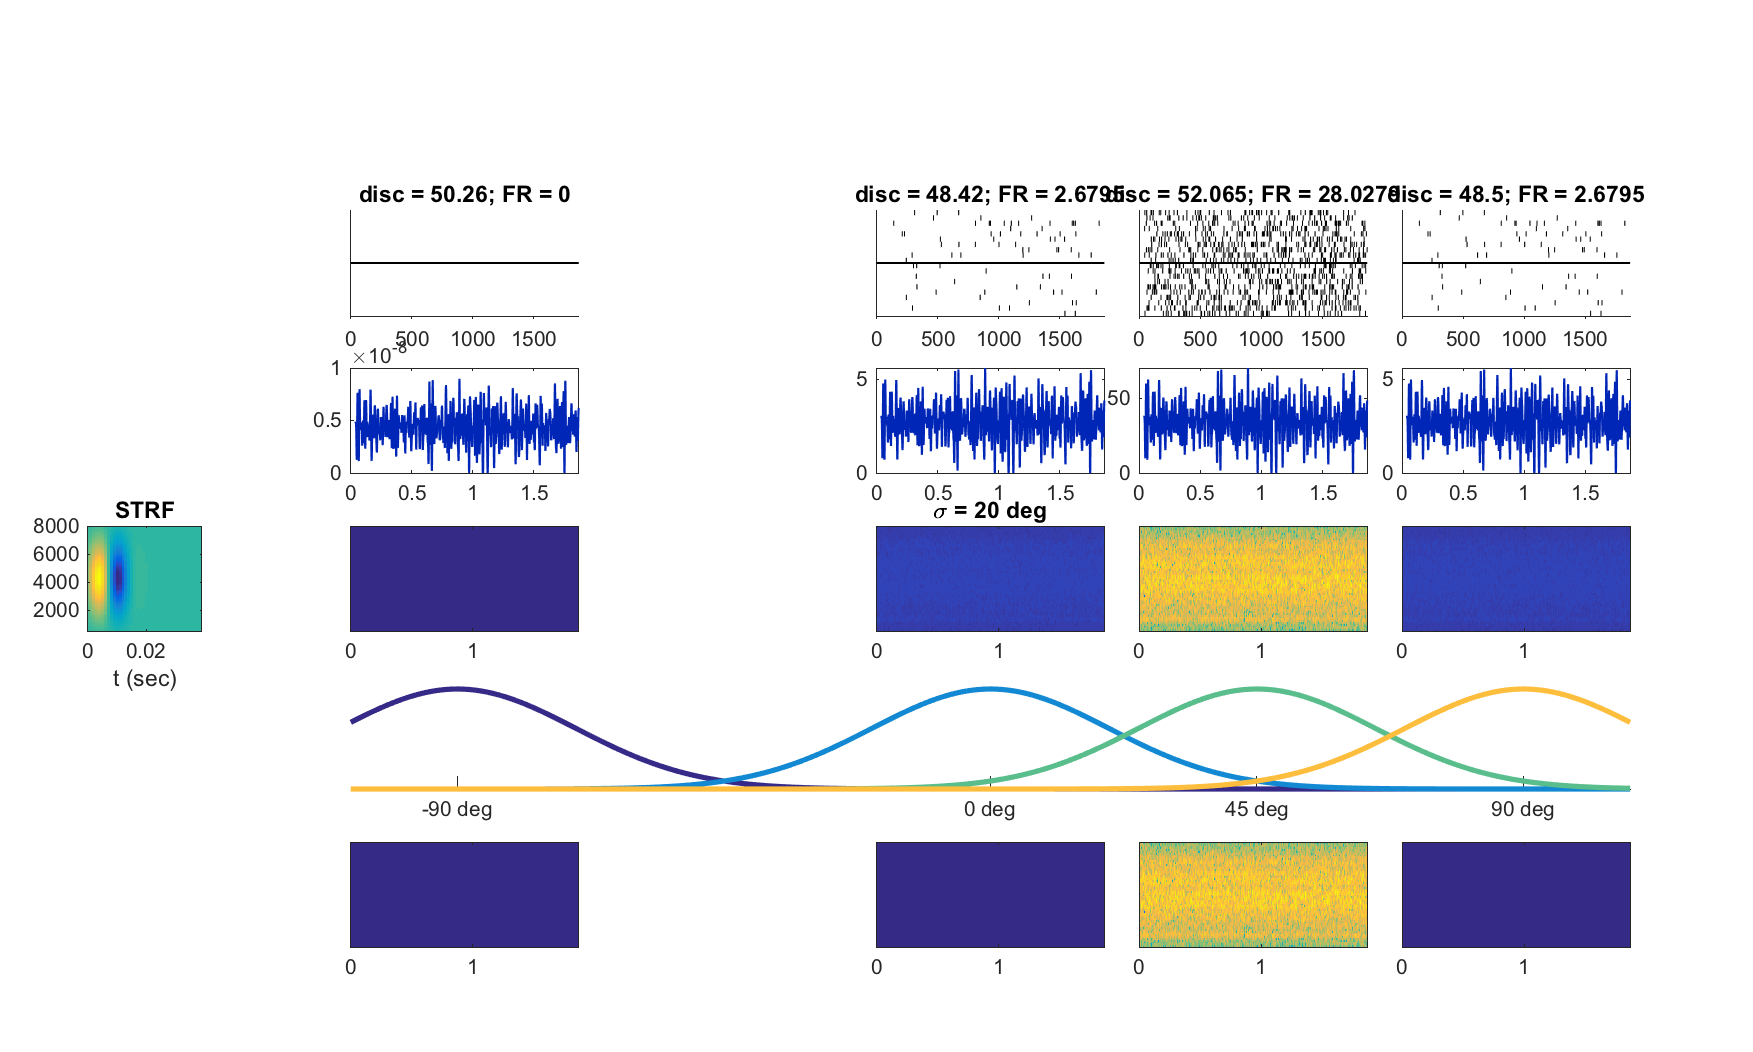 disc = 50.26; FR = 0
disc = 48.42; FR = 2.6795
disc = 52.065; FR = 28.0279
disc = 48.5; FR = 2.6795
0 500 1000 1500
0 500 1000 1500
0 500 1000 1500
0 500 1000 1500
×10^-8
1
0.5
0
0 0.5 1 1.5
5
0
0 0.5 1 1.5
50
0
0 0.5 1 1.5
5
0
0 0.5 1 1.5
STRF
8000
6000
4000
2000
0 0.02
t (sec)
σ = 20 deg
0 1
0 1
0 1
0 1
-90 deg
0 deg
45 deg
90 deg
0 1
0 1
0 1
0 1